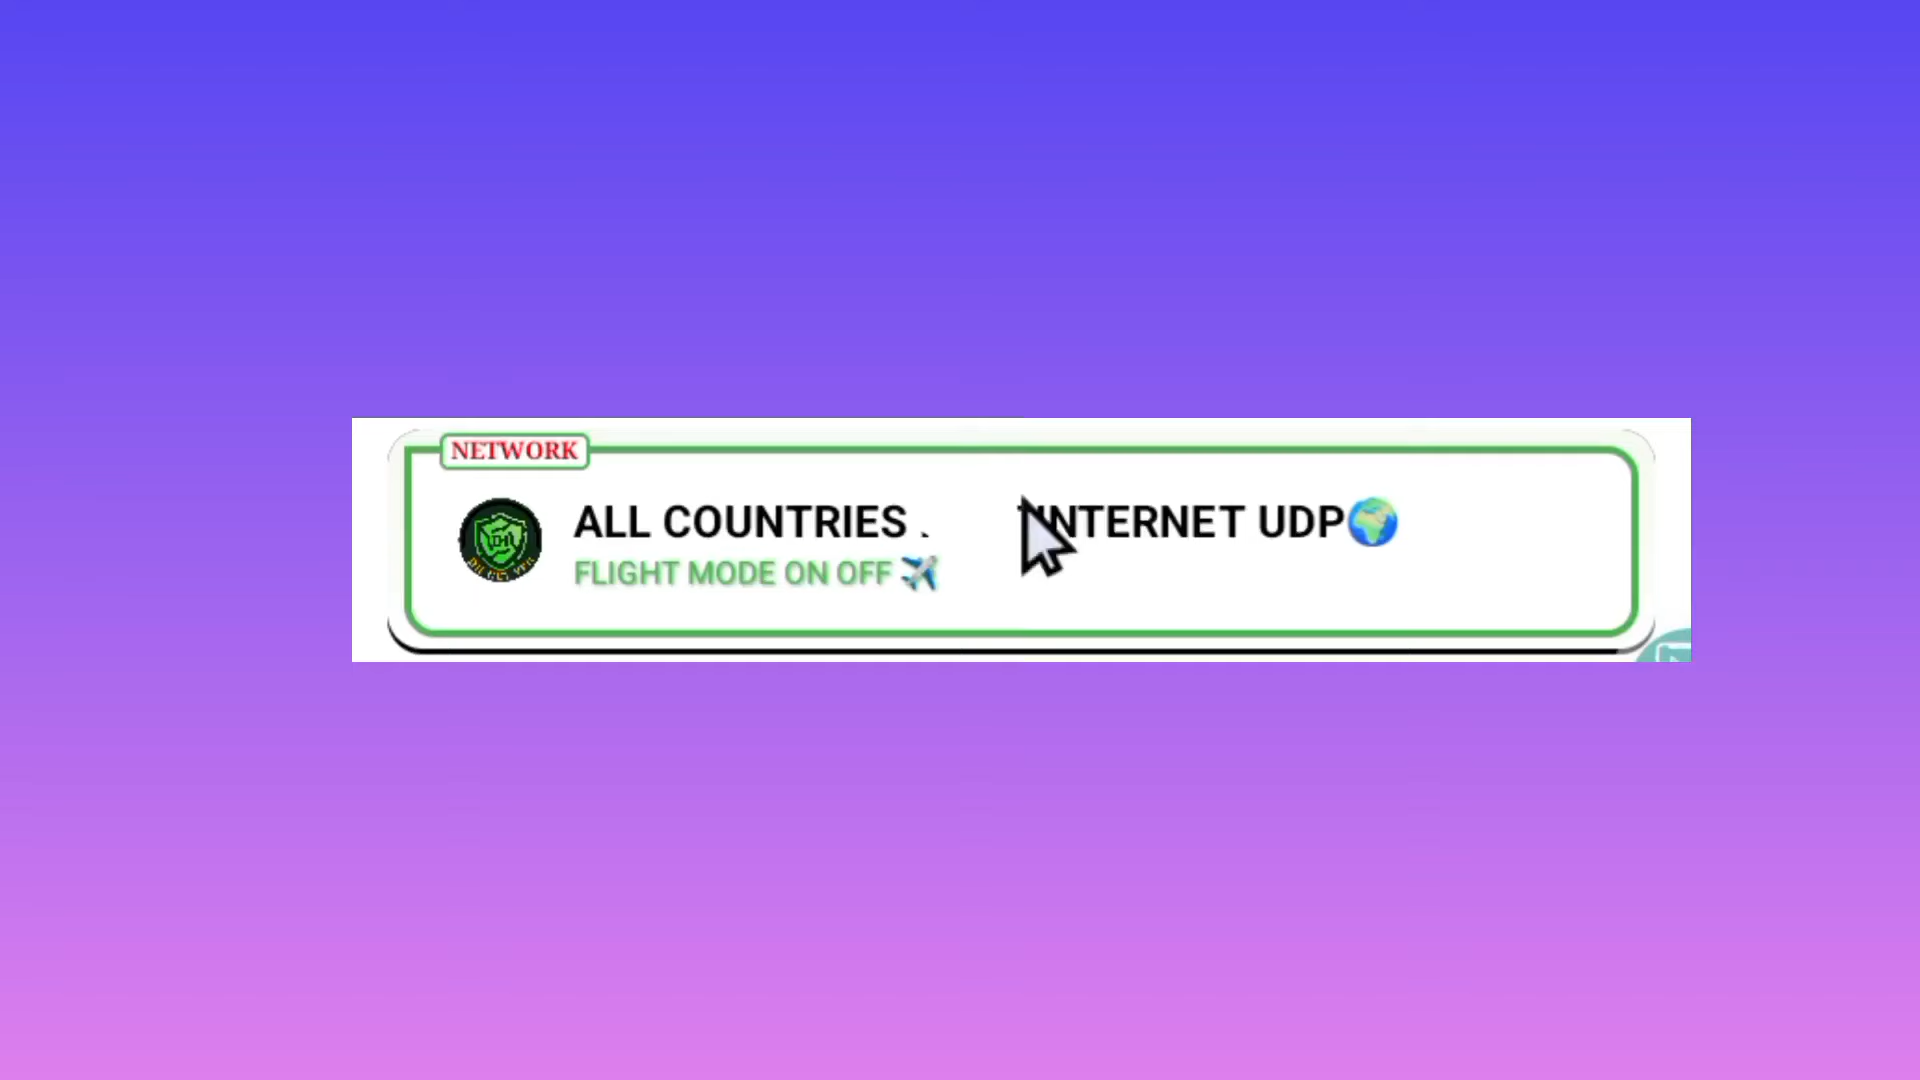 NETWORK
ALL COUNTRIES . INTERNET UDP🌍
FLIGHT MODE ON OFF ✈️